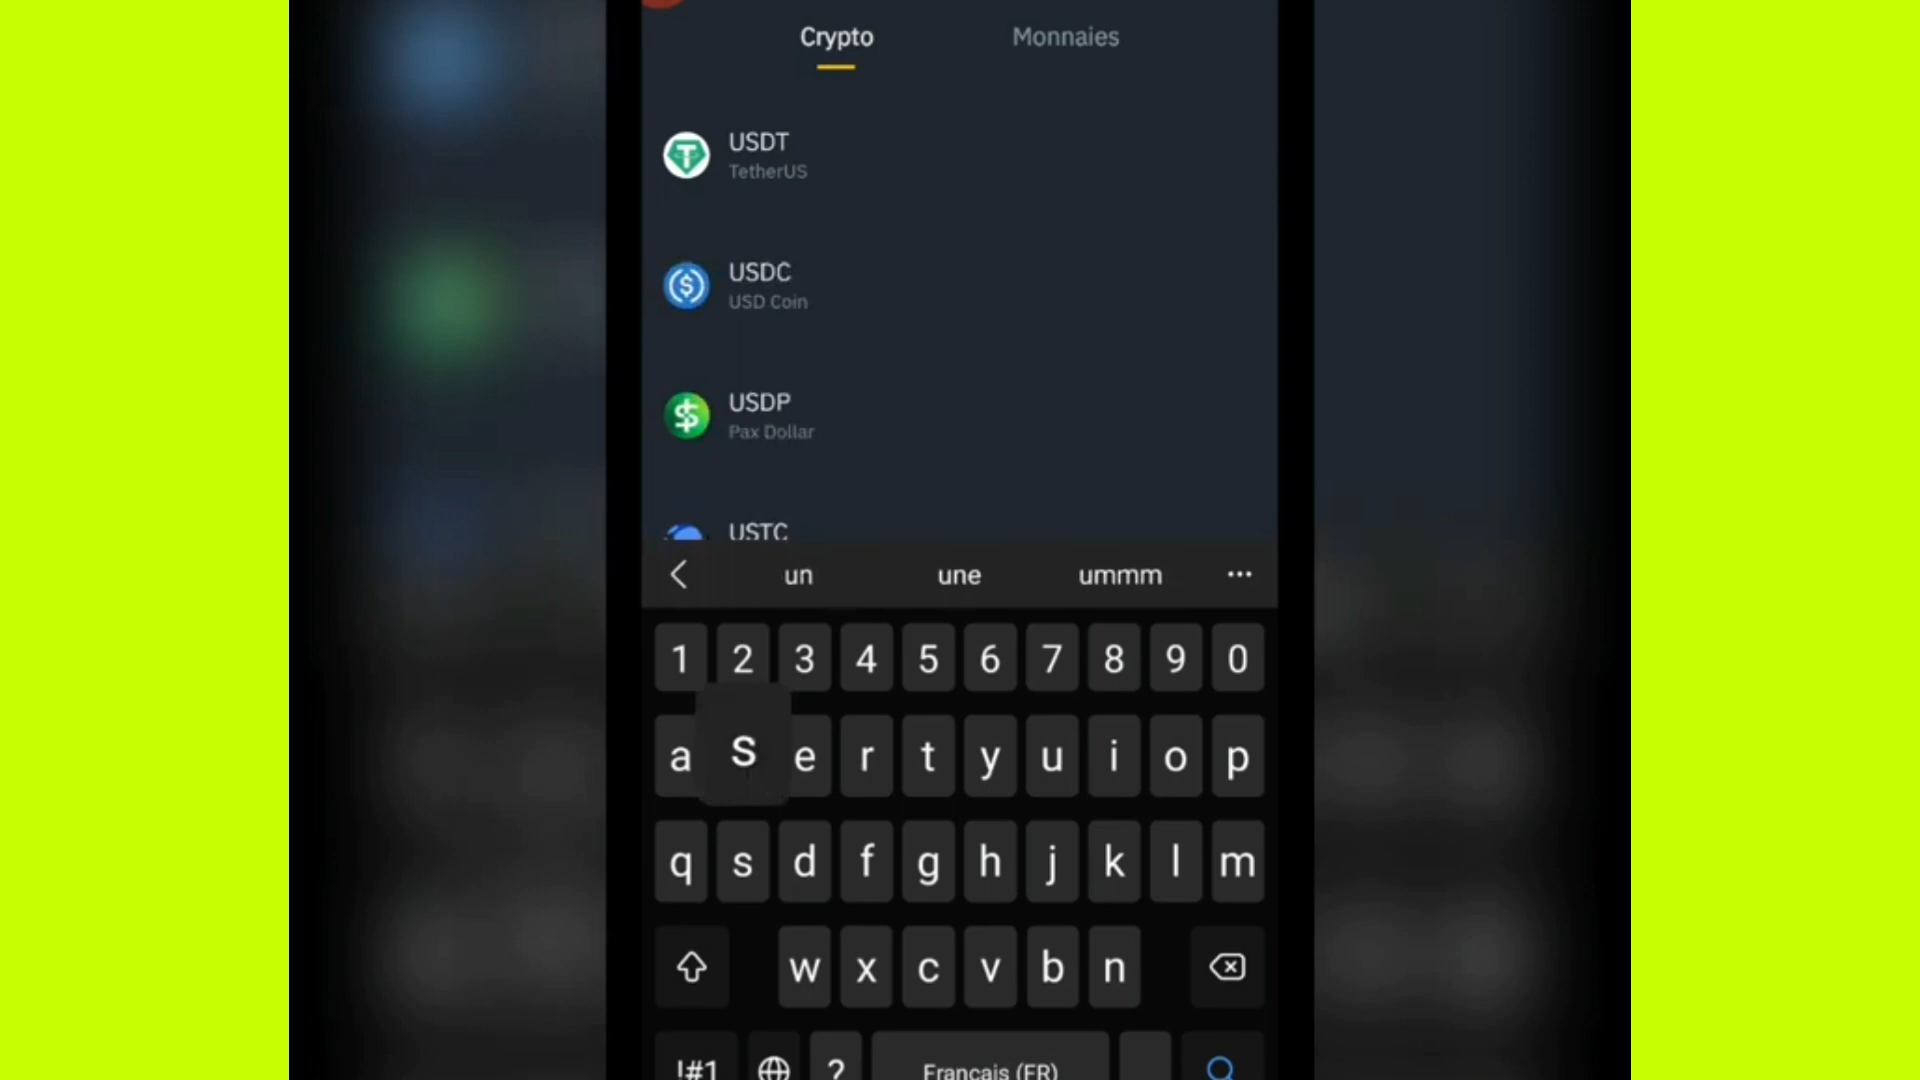 Crypto Monnaies
USDT
TetherUS
USDC
USD Coin
USDP
Pax Dollar
USTC
un une ummm ...
1 2 3 4 5 6 7 8 9 0
a s e r t y u i o p
q s d f g h j k l m
w x c v b n
!#1 ? Français (FR)